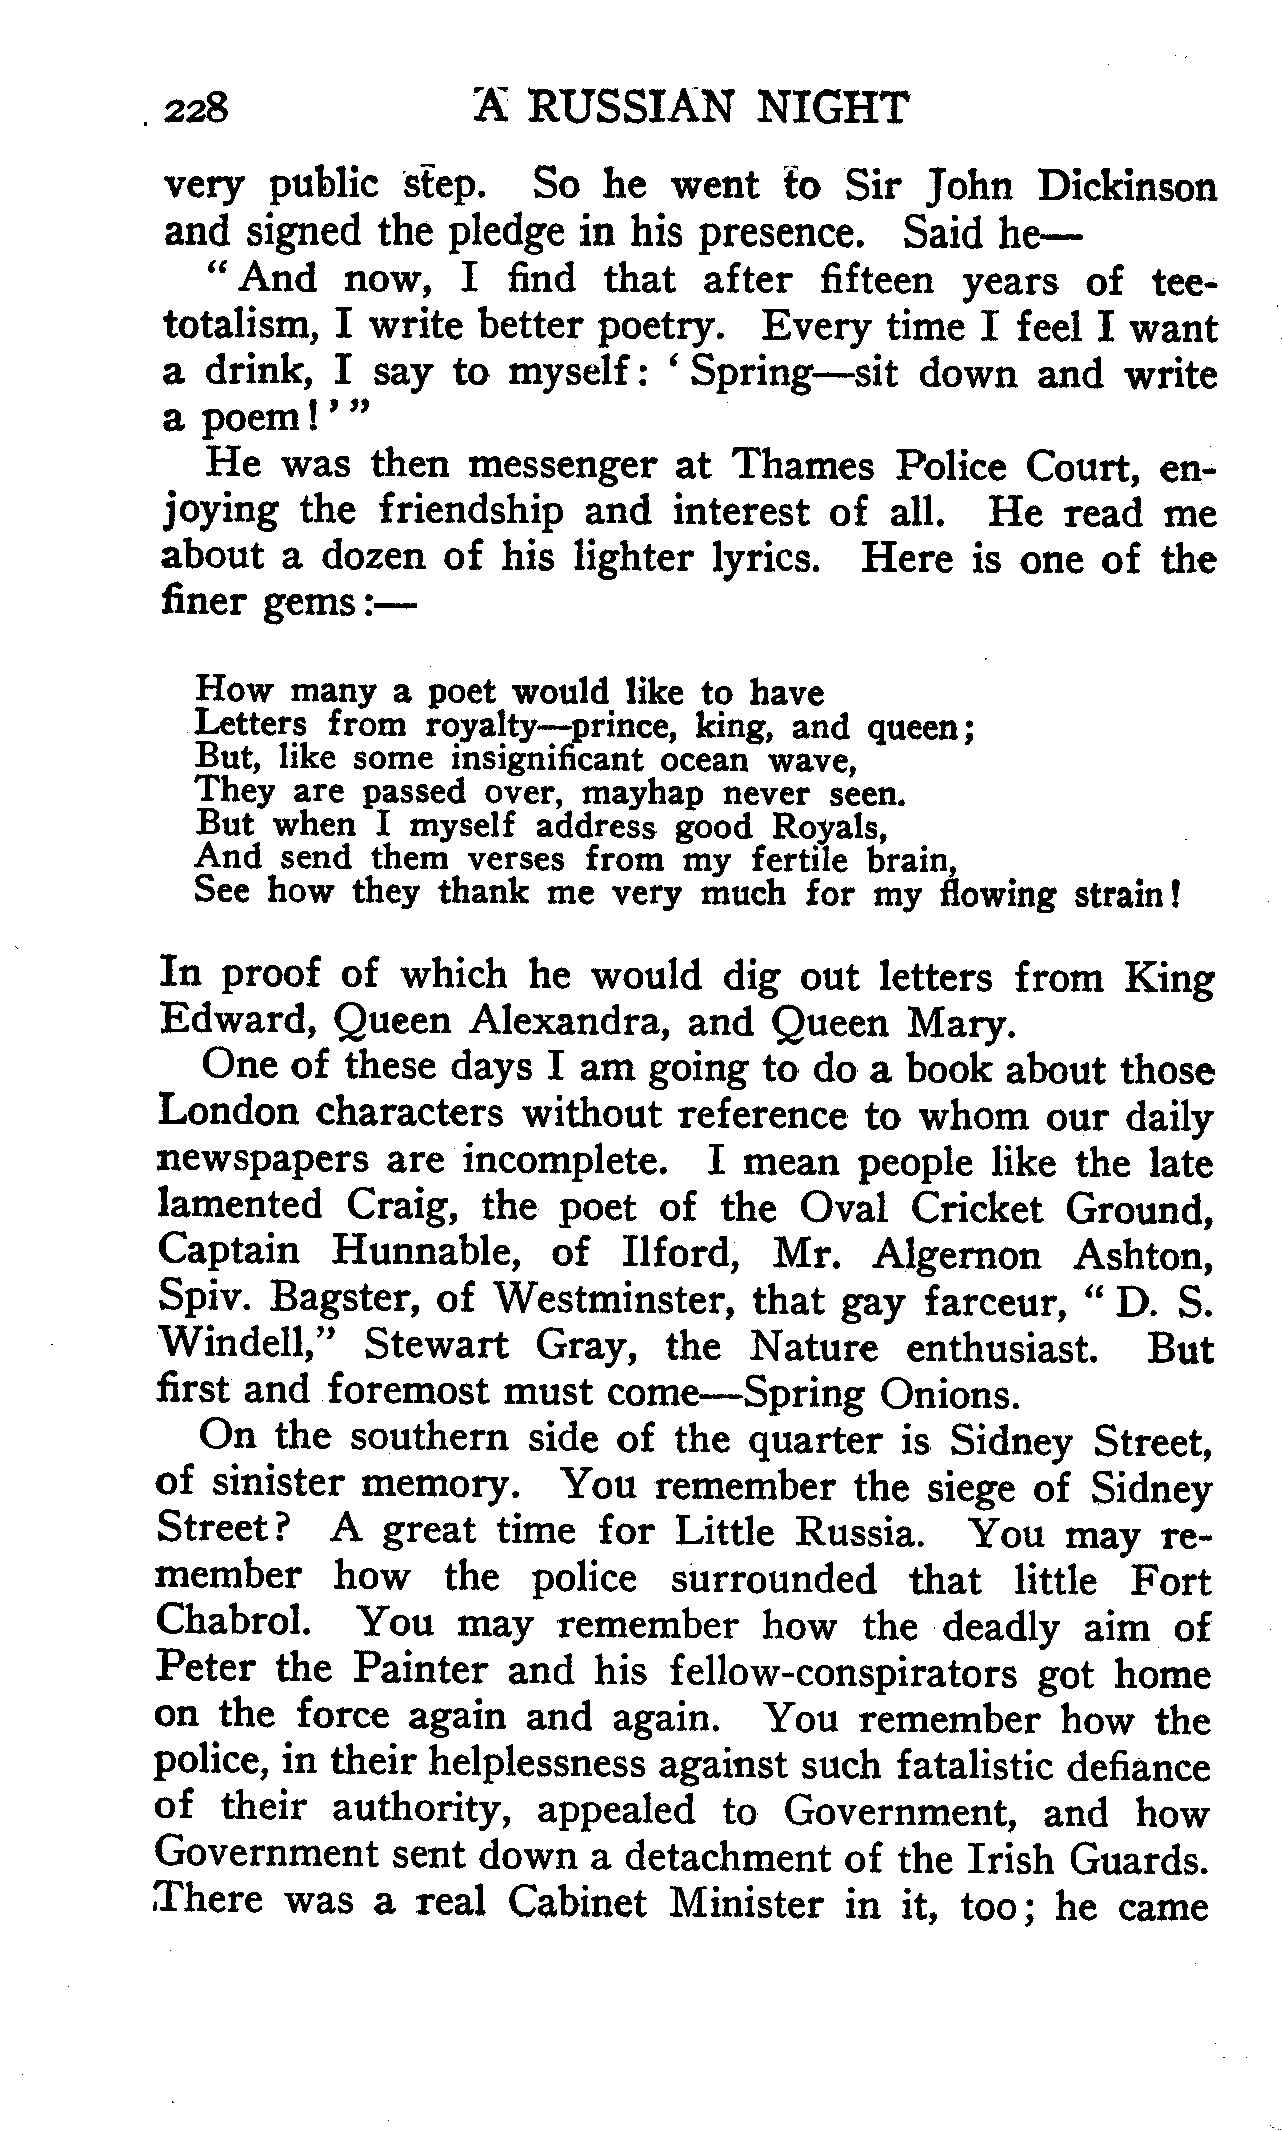 228 A RUSSIAN NIGHT
very public step. So he went to Sir John Dickinson
and signed the pledge in his presence. Said he—
“ And now, I find that after fifteen years of tee-
totalism, I write better poetry. Every time I feel I want
a drink, I say to myself: ‘ Spring—sit down and write
a poem ! ’ ”
He was then messenger at Thames Police Court, en-
joying the friendship and interest of all. He read me
about a dozen of his lighter lyrics. Here is one of the
finer gems :—
How many a poet would like to have
Letters from royalty—prince, king, and queen;
But, like some insignificant ocean wave,
They are passed over, mayhap never seen.
But when I myself address good Royals,
And send them verses from my fertile brain,
See how they thank me very much for my flowing strain!
In proof of which he would dig out letters from King
Edward, Queen Alexandra, and Queen Mary.
One of these days I am going to do a book about those
London characters without reference to whom our daily
newspapers are incomplete. I mean people like the late
lamented Craig, the poet of the Oval Cricket Ground,
Captain Hunnable, of Ilford, Mr. Algernon Ashton,
Spiv. Bagster, of Westminster, that gay farceur, “ D. S.
Windell,” Stewart Gray, the Nature enthusiast. But
first and foremost must come—Spring Onions.
On the southern side of the quarter is Sidney Street,
of sinister memory. You remember the siege of Sidney
Street? A great time for Little Russia. You may re-
member how the police surrounded that little Fort
Chabrol. You may remember how the deadly aim of
Peter the Painter and his fellow-conspirators got home
on the force again and again. You remember how the
police, in their helplessness against such fatalistic defiance
of their authority, appealed to Government, and how
Government sent down a detachment of the Irish Guards.
There was a real Cabinet Minister in it, too; he came